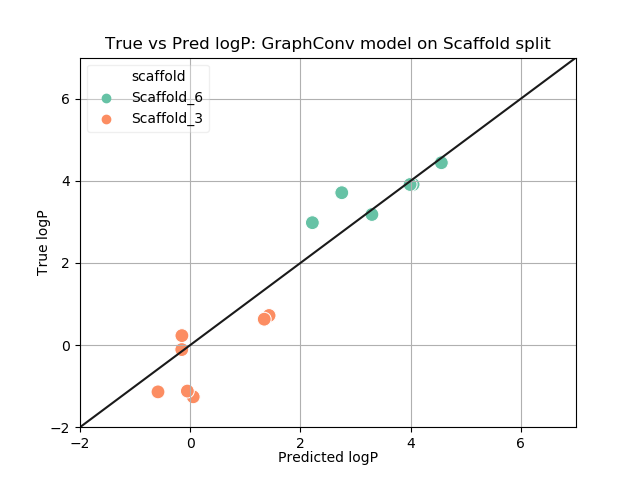 True vs Pred logP: GraphConv model on Scaffold split
scaffold
Scaffold_6
Scaffold_3
True logP
6
4
2
0
−2
−2
0
2
4
6
Predicted logP